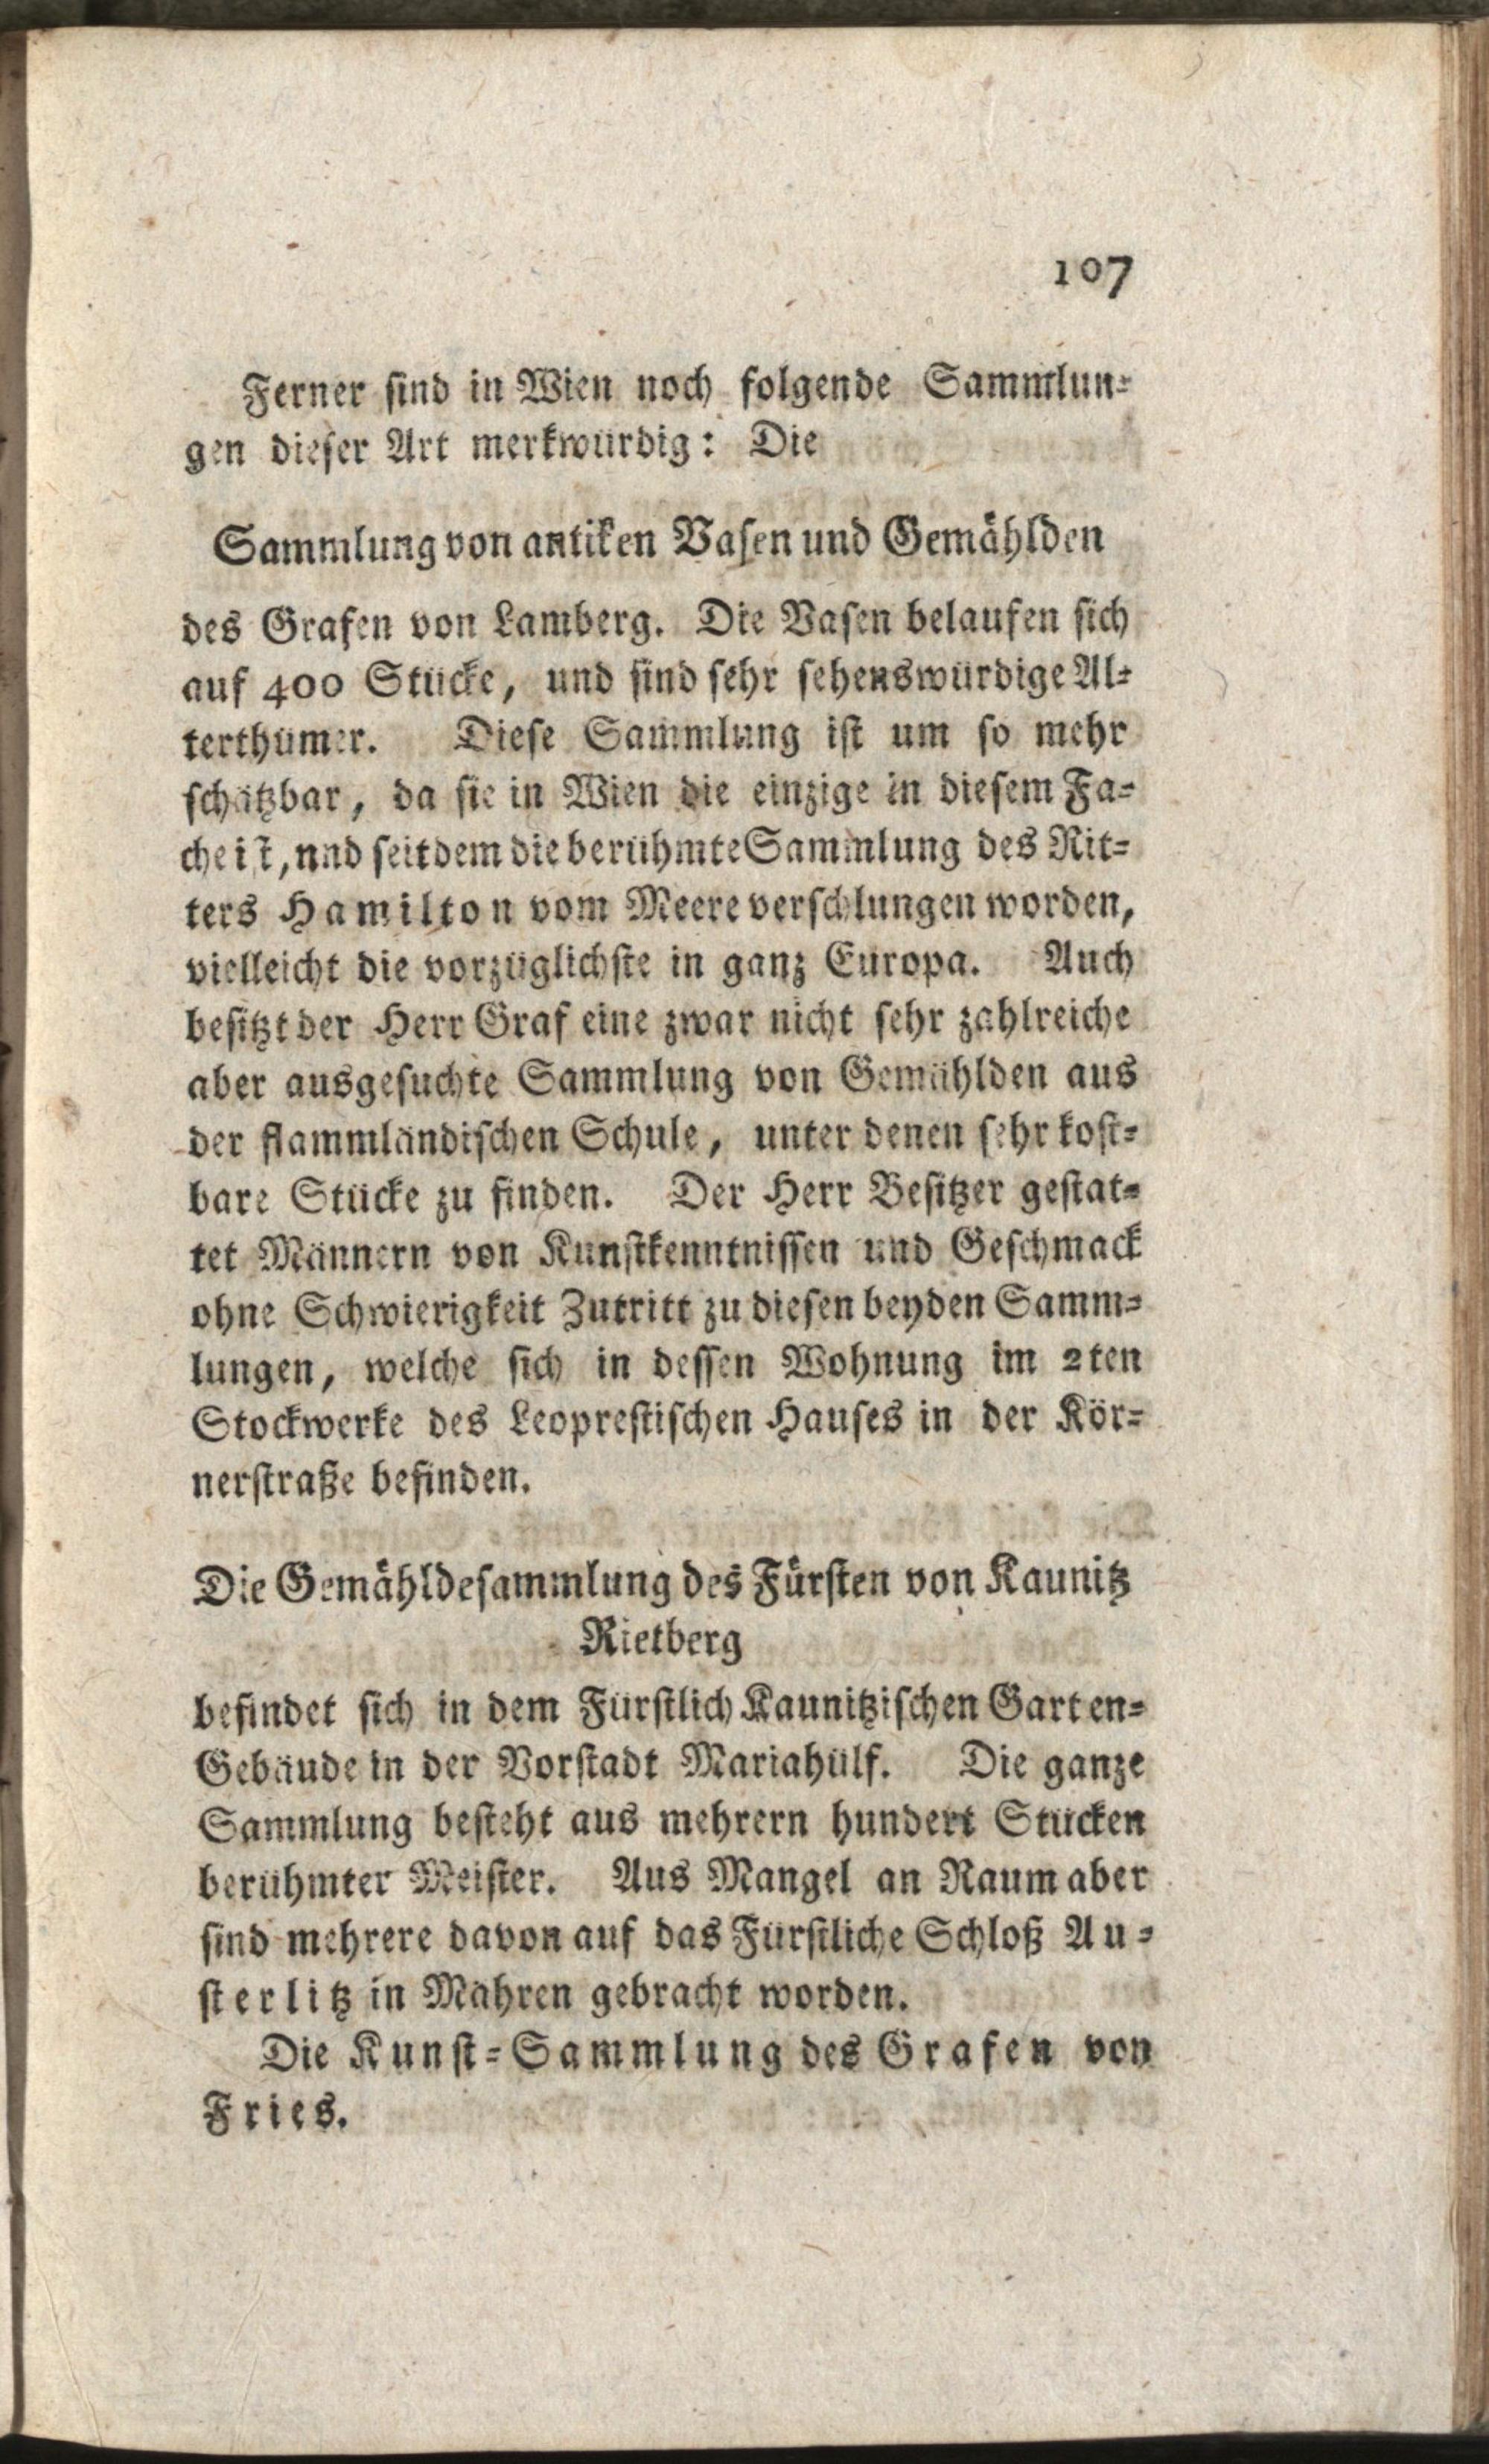 107
Ferner sind in Wien noch folgende Sammlun-
gen dieser Art merkwürdig: Die
Sammlung von antiken Vasen und Gemählden
des Grafen von Lamberg. Die Vasen belaufen sich
auf 400 Stücke, und sind sehr sehenswürdige Al-
terthümer. Diese Sammlung ist um so mehr
schätzbar, da sie in Wien die einzige in diesem Fa-
che ist, nnd seitdem die berühmte Sammlung des Rit-
ters Hamilton vom Meere verschlungen worden,
vielleicht die vorzüglichste in ganz Europa. Auch
besitzt der Herr Graf eine zwar nicht sehr zahlreiche
aber ausgesuchte Sammlung von Gemählden aus
der flammländischen Schule, unter denen sehr kost-
bare Stücke zu finden. Der Herr Besitzer gestat-
tet Männern von Kunstkenntnissen und Geschmack
ohne Schwierigkeit Zutritt zu diesen beyden Samm-
lungen, welche sich in dessen Wohnung im 2ten
Stockwerke des Leoprestischen Hauses in der Kör-
nerstraße befinden.
Die Gemähldesammlung des Fürsten von Kaunitz
Rietberg
befindet sich in dem Fürstlich Kaunitzischen Garten-
Gebäude in der Vorstadt Mariahülf. Die ganze
Sammlung besteht aus mehrern hundert Stücken
berühmter Meister. Aus Mangel an Raum aber
sind mehrere davon auf das Fürstliche Schloß Au-
sterlitz in Mähren gebracht worden.
Die Kunst-Sammlung des Grafen von
Fries.